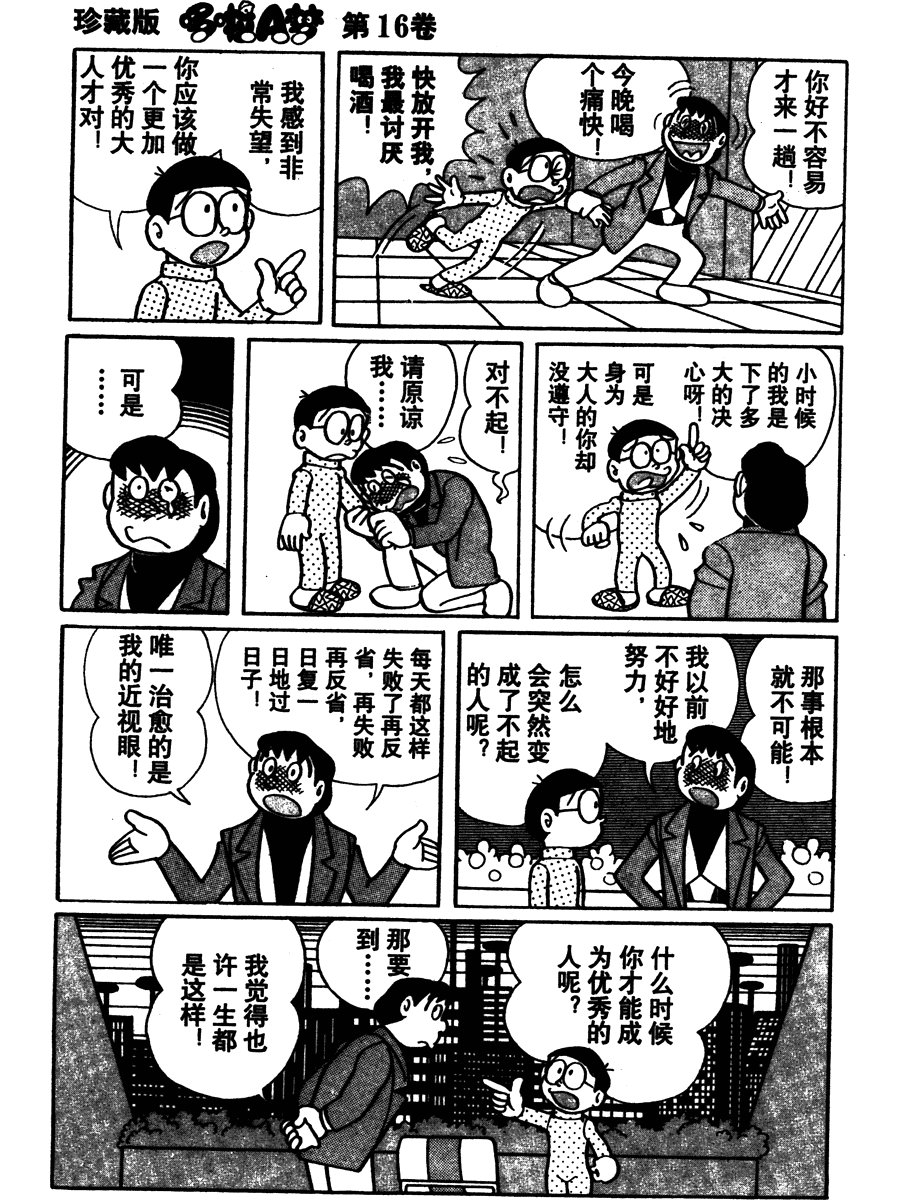 珍藏版 哆啦A梦 第16卷
你好不容易
才来一趟！
今晚喝
个痛快！
快放开我，
我最讨厌
喝酒！
我感到非
常失望，
你应该做
一个更加
优秀的大
人才对！
小时候
的我是
下了多
大的决
心呀！
可是
身为
大人的你却
没遵守！
对不起！
请原谅
我……
可是
……
那事根本
就不可能！
我以前
不好好地
努力，
怎么
会突然变
成了不起
的人呢？
每天都这样
失败了再反
省，再失败
再反省，
日复一
日地过
日子！
唯一治愈的是
我的近视眼！
什么时候
你才能成
为优秀的
人呢？
那要
到……
我觉得也
许一生都
是这样！